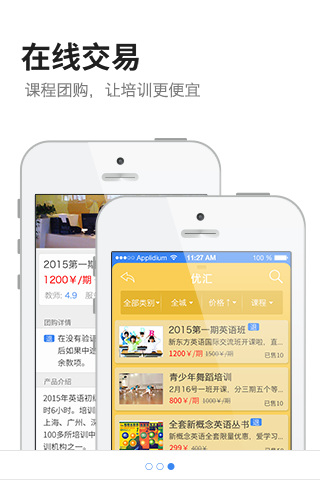 在线交易
课程团购，让培训更便宜
2015第一期
1200￥/期
教师: 4.9
团购详情
退 在没有验
后如果中途
余款项。
产品介绍
2015年英语初
时6小时。培训
上海、广州、深
100多所培训中
训机构之一。
Applidium 11:27 AM 100 %
优汇
全部类别 全城 价格↑ 课程
2015第一期英语班 退
新东方英语国际交流班开课啦，直...
1200￥/期 1500￥/期 已售10
青少年舞蹈培训
2月16号一班开课，分三期五个等...
800￥/期 1000￥/期 已售10
全套新概念英语丛书 退
新概念英语全套限量优惠，爱学习...
299￥ 400￥ 已售10